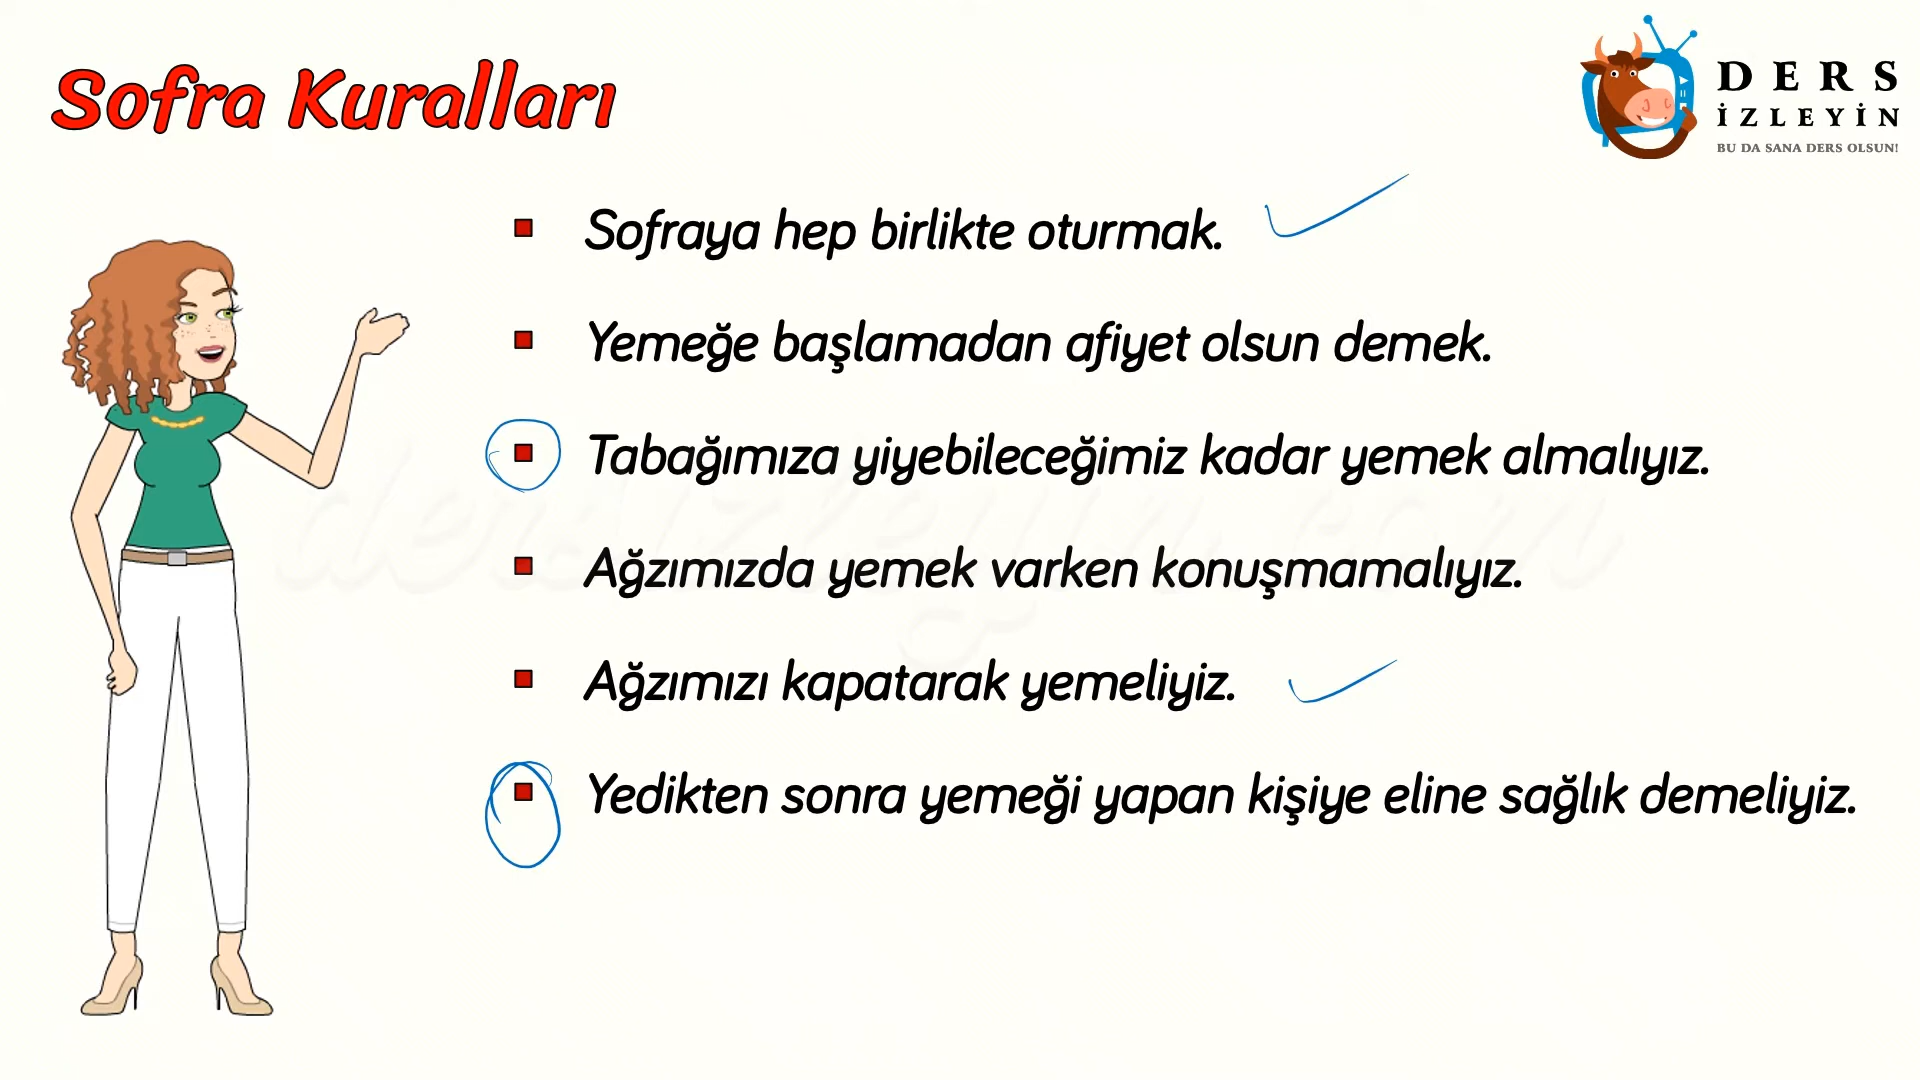 Sofra Kuralları
DERS
İZLEYİN
BU DA SANA DERS OLSUN!
Sofraya hep birlikte oturmak.
Yemeğe başlamadan afiyet olsun demek.
Tabağımıza yiyebileceğimiz kadar yemek almalıyız.
Ağzımızda yemek varken konuşmamalıyız.
Ağzımızı kapatarak yemeliyiz.
Yedikten sonra yemeği yapan kişiye eline sağlık demeliyiz.
dersizleyin.com